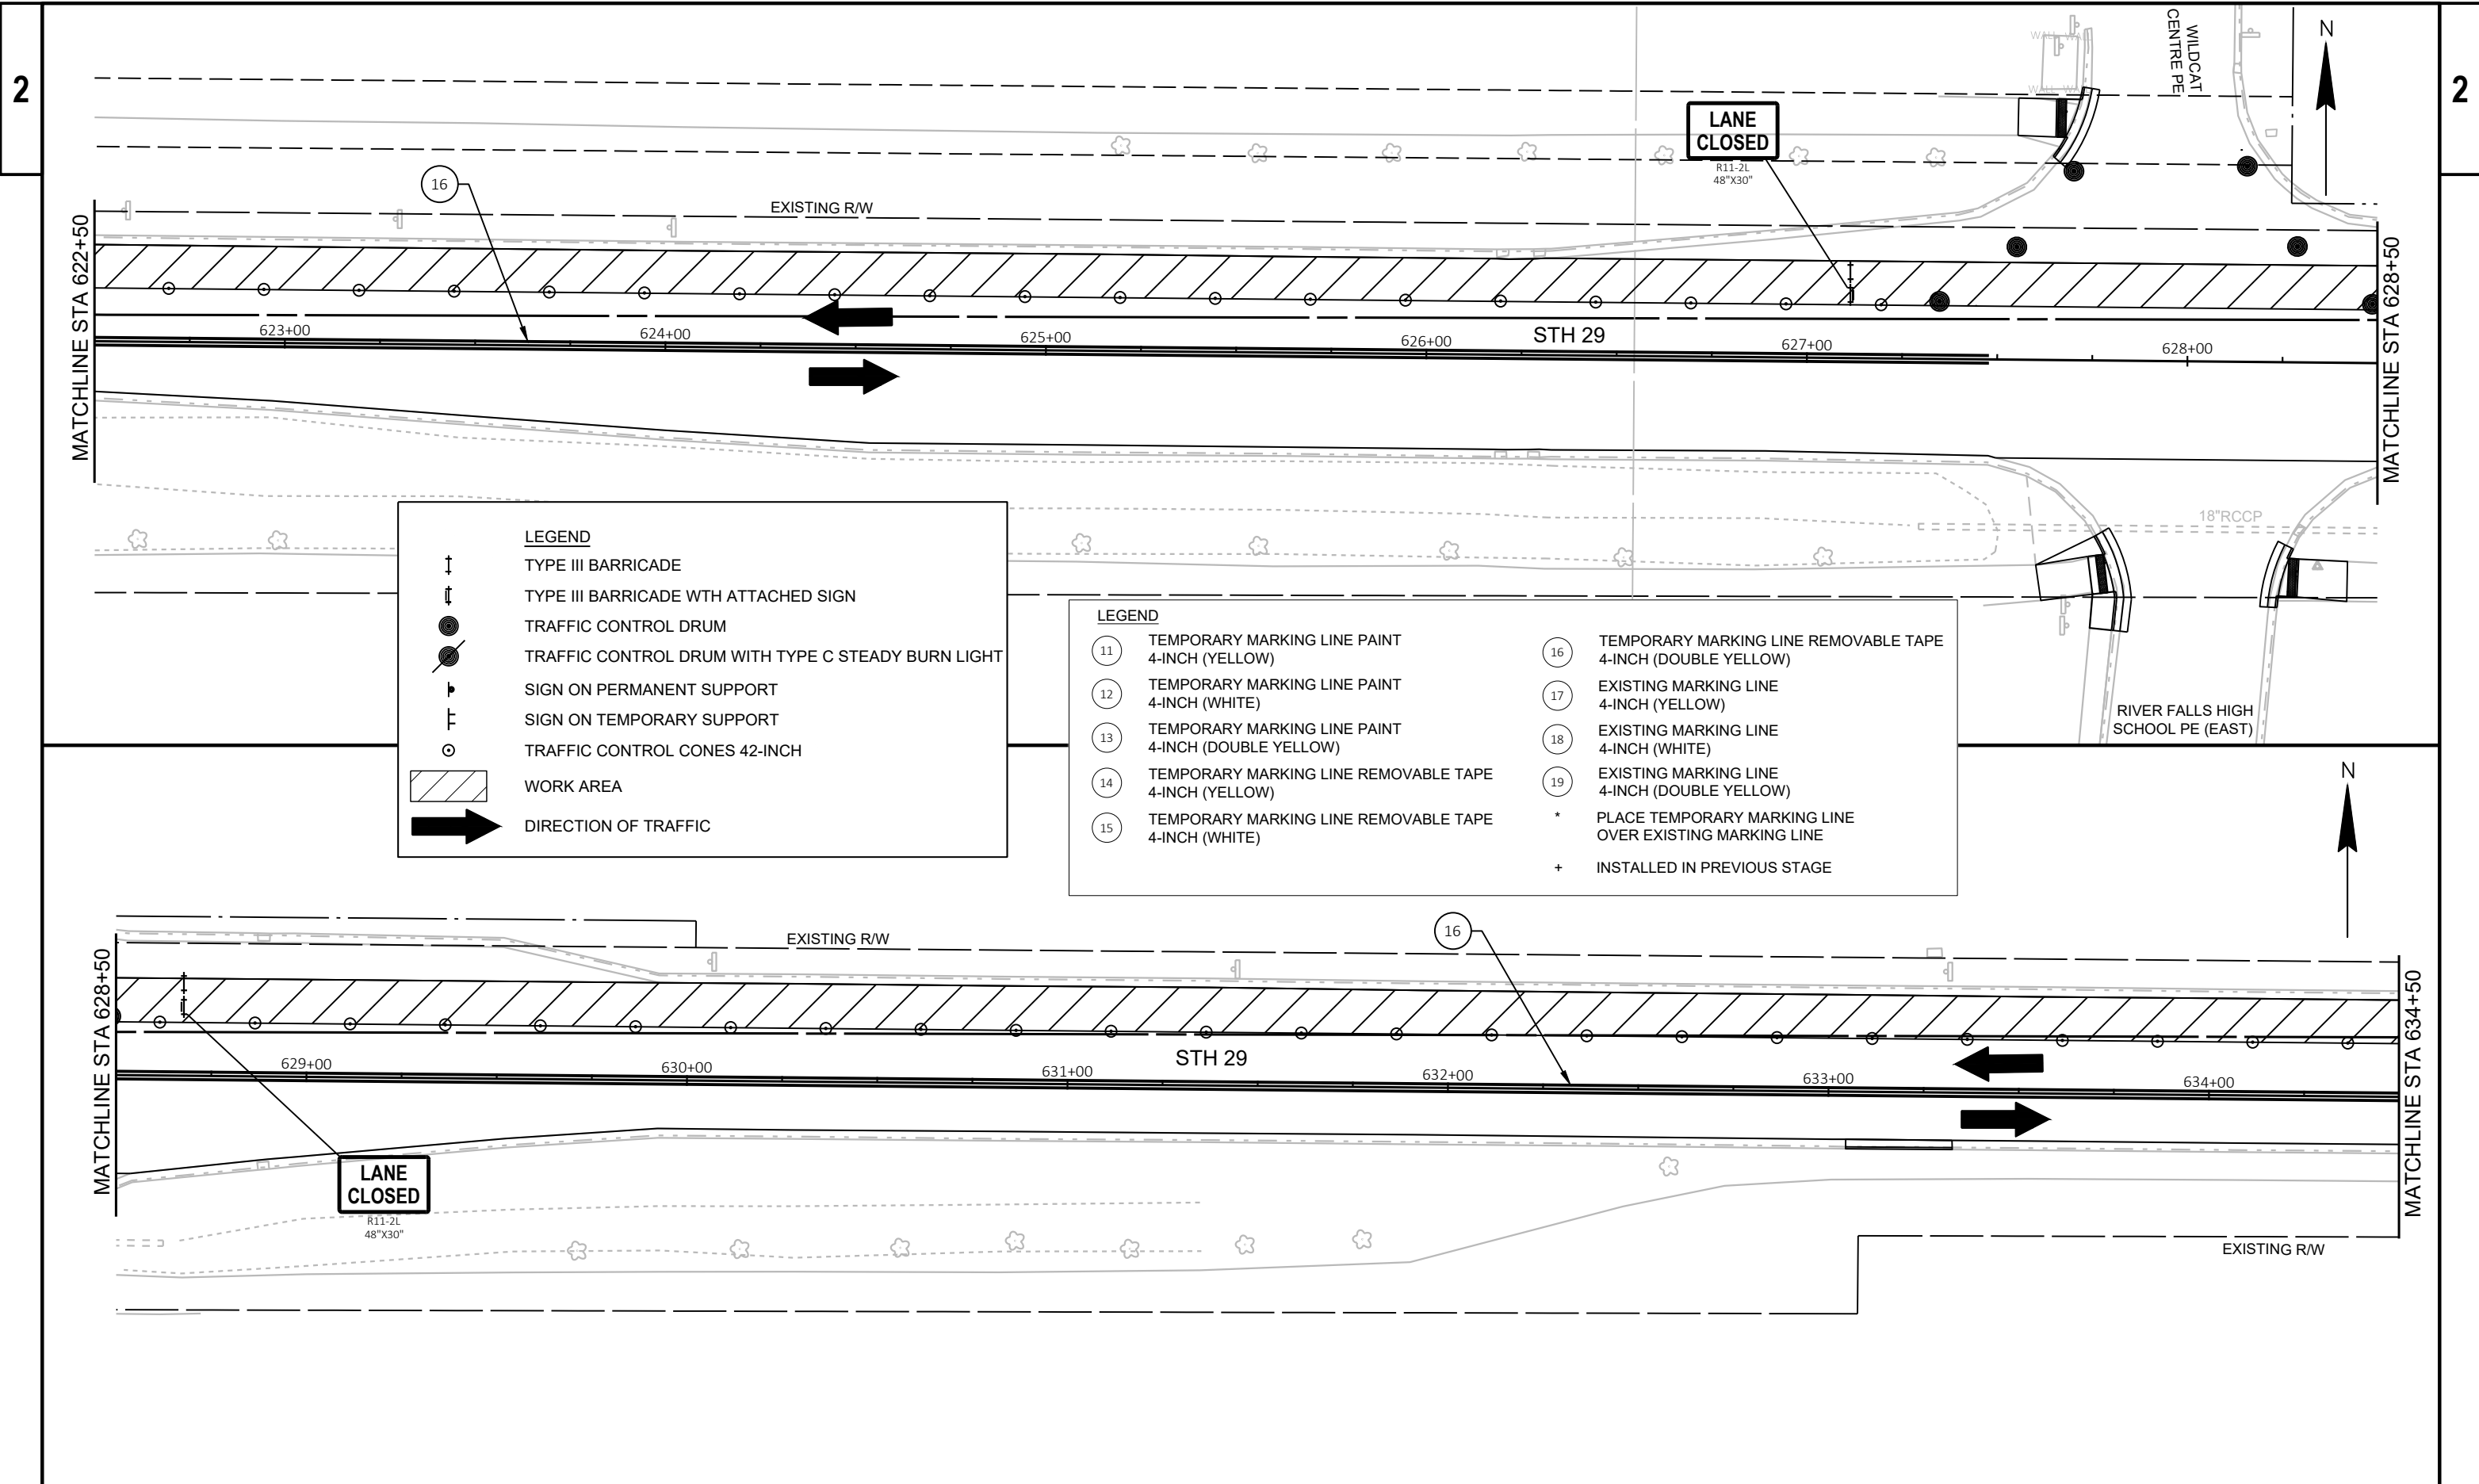 2
2
WILDCAT
CENTRE PE
N
WALL WALL
WALL WALL
LANE
CLOSED
R11-2L
48"X30"
16
EXISTING R/W
MATCHLINE STA 622+50
MATCHLINE STA 628+50
623+00
624+00
625+00
626+00
STH 29
627+00
628+00
18"RCCP
RIVER FALLS HIGH
SCHOOL PE (EAST)
LEGEND
TYPE III BARRICADE
TYPE III BARRICADE WTH ATTACHED SIGN
TRAFFIC CONTROL DRUM
TRAFFIC CONTROL DRUM WITH TYPE C STEADY BURN LIGHT
SIGN ON PERMANENT SUPPORT
SIGN ON TEMPORARY SUPPORT
TRAFFIC CONTROL CONES 42-INCH
WORK AREA
DIRECTION OF TRAFFIC
LEGEND
11 TEMPORARY MARKING LINE PAINT
4-INCH (YELLOW)
12 TEMPORARY MARKING LINE PAINT
4-INCH (WHITE)
13 TEMPORARY MARKING LINE PAINT
4-INCH (DOUBLE YELLOW)
14 TEMPORARY MARKING LINE REMOVABLE TAPE
4-INCH (YELLOW)
15 TEMPORARY MARKING LINE REMOVABLE TAPE
4-INCH (WHITE)
16 TEMPORARY MARKING LINE REMOVABLE TAPE
4-INCH (DOUBLE YELLOW)
17 EXISTING MARKING LINE
4-INCH (YELLOW)
18 EXISTING MARKING LINE
4-INCH (WHITE)
19 EXISTING MARKING LINE
4-INCH (DOUBLE YELLOW)
* PLACE TEMPORARY MARKING LINE
OVER EXISTING MARKING LINE
+ INSTALLED IN PREVIOUS STAGE
N
EXISTING R/W
16
MATCHLINE STA 628+50
MATCHLINE STA 634+50
629+00
630+00
631+00
STH 29
632+00
633+00
634+00
LANE
CLOSED
R11-2L
48"X30"
EXISTING R/W